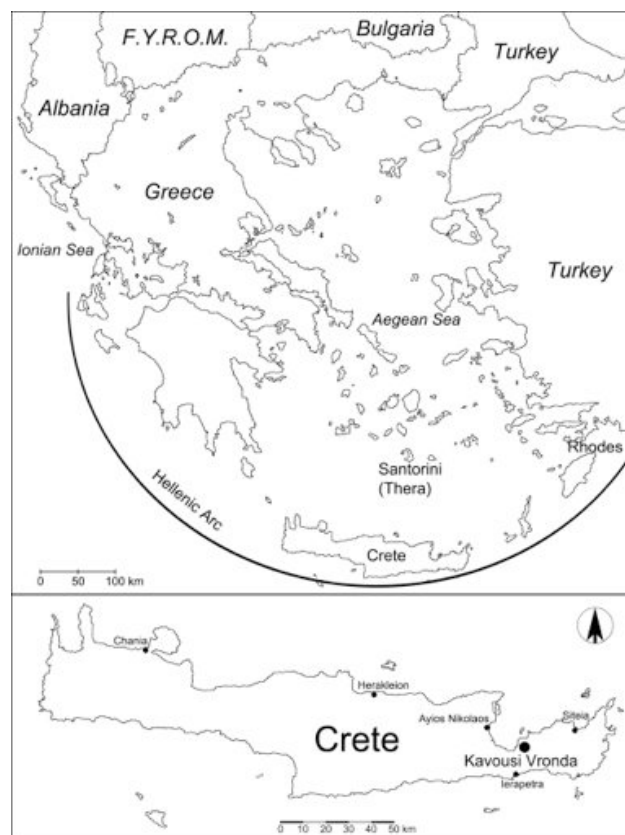 F.Y.R.O.M.
Bulgaria
Turkey
Albania
Greece
Ionian Sea
Turkey
Aegean Sea
Rhodes
Santorini
(Thera)
Hellenic Arc
Crete
0 50 100 km
Chania
Herakleion
Ayios Nikolaos
Siteia
Crete
Kavousi Vronda
Ierapetra
0 10 20 30 40 50 km